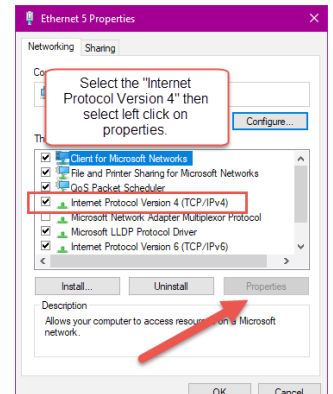 Ethernet 5 Properties
Networking Sharing
Co
Select the "Internet
Protocol Version 4" then
select left click on
properties.
Configure...
Th
Client for Microsoft Networks
File and Printer Sharing for Microsoft Networks
QoS Packet Scheduler
Internet Protocol Version 4 (TCP/IPv4)
Microsoft Network Adapter Multiplexor Protocol
Microsoft LLDP Protocol Driver
Internet Protocol Version 6 (TCP/IPv6)
Install... Uninstall Properties
Description
Allows your computer to access resources on a Microsoft
network.
OK Cancel